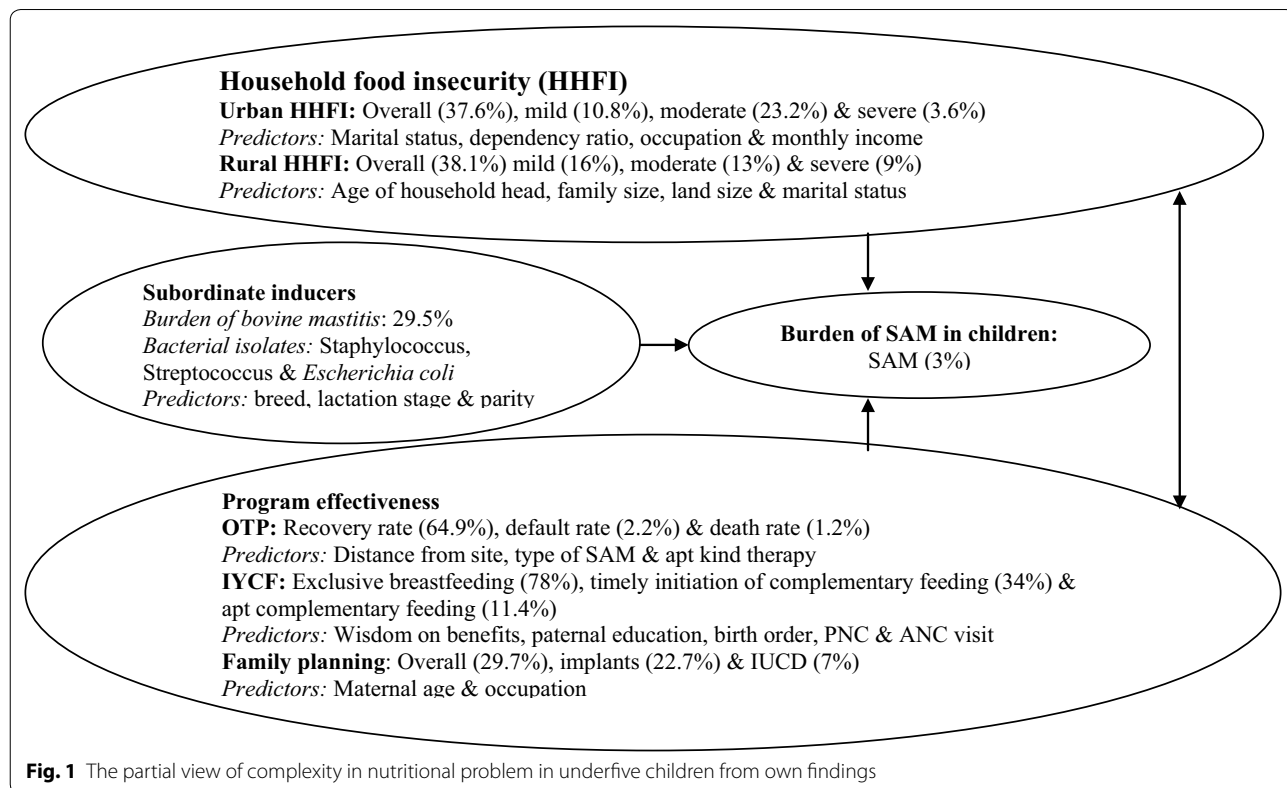 Household food insecurity (HHFI)
Urban HHFI: Overall (37.6%), mild (10.8%), moderate (23.2%) & severe (3.6%)
Predictors: Marital status, dependency ratio, occupation & monthly income
Rural HHFI: Overall (38.1%) mild (16%), moderate (13%) & severe (9%)
Predictors: Age of household head, family size, land size & marital status
Subordinate inducers
Burden of bovine mastitis: 29.5%
Bacterial isolates: Staphylococcus,
Streptococcus & Escherichia coli
Predictors: breed, lactation stage & parity
Burden of SAM in children:
SAM (3%)
Program effectiveness
OTP: Recovery rate (64.9%), default rate (2.2%) & death rate (1.2%)
Predictors: Distance from site, type of SAM & apt kind therapy
IYCF: Exclusive breastfeeding (78%), timely initiation of complementary feeding (34%) &
apt complementary feeding (11.4%)
Predictors: Wisdom on benefits, paternal education, birth order, PNC & ANC visit
Family planning: Overall (29.7%), implants (22.7%) & IUCD (7%)
Predictors: Maternal age & occupation
Fig. 1 The partial view of complexity in nutritional problem in underfive children from own findings